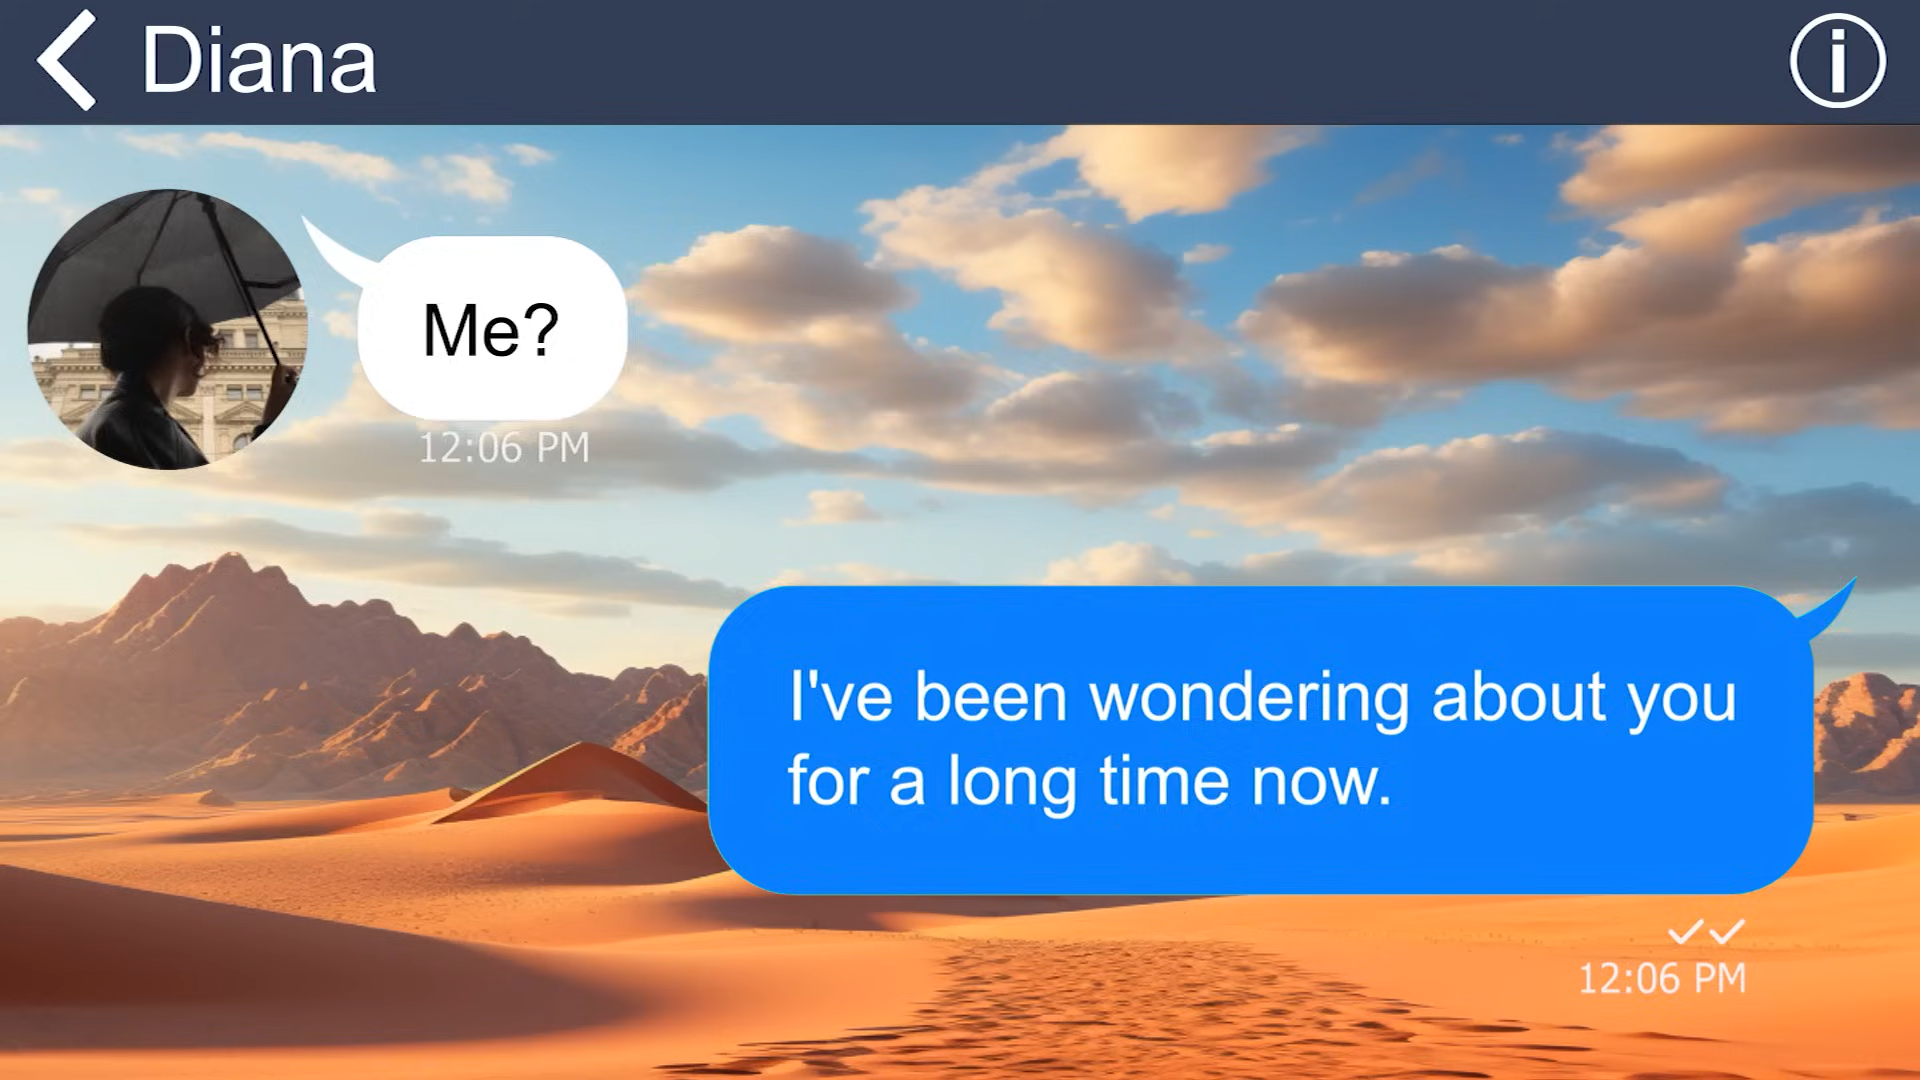 Diana
Me?
12:06 PM
I've been wondering about you
for a long time now.
12:06 PM